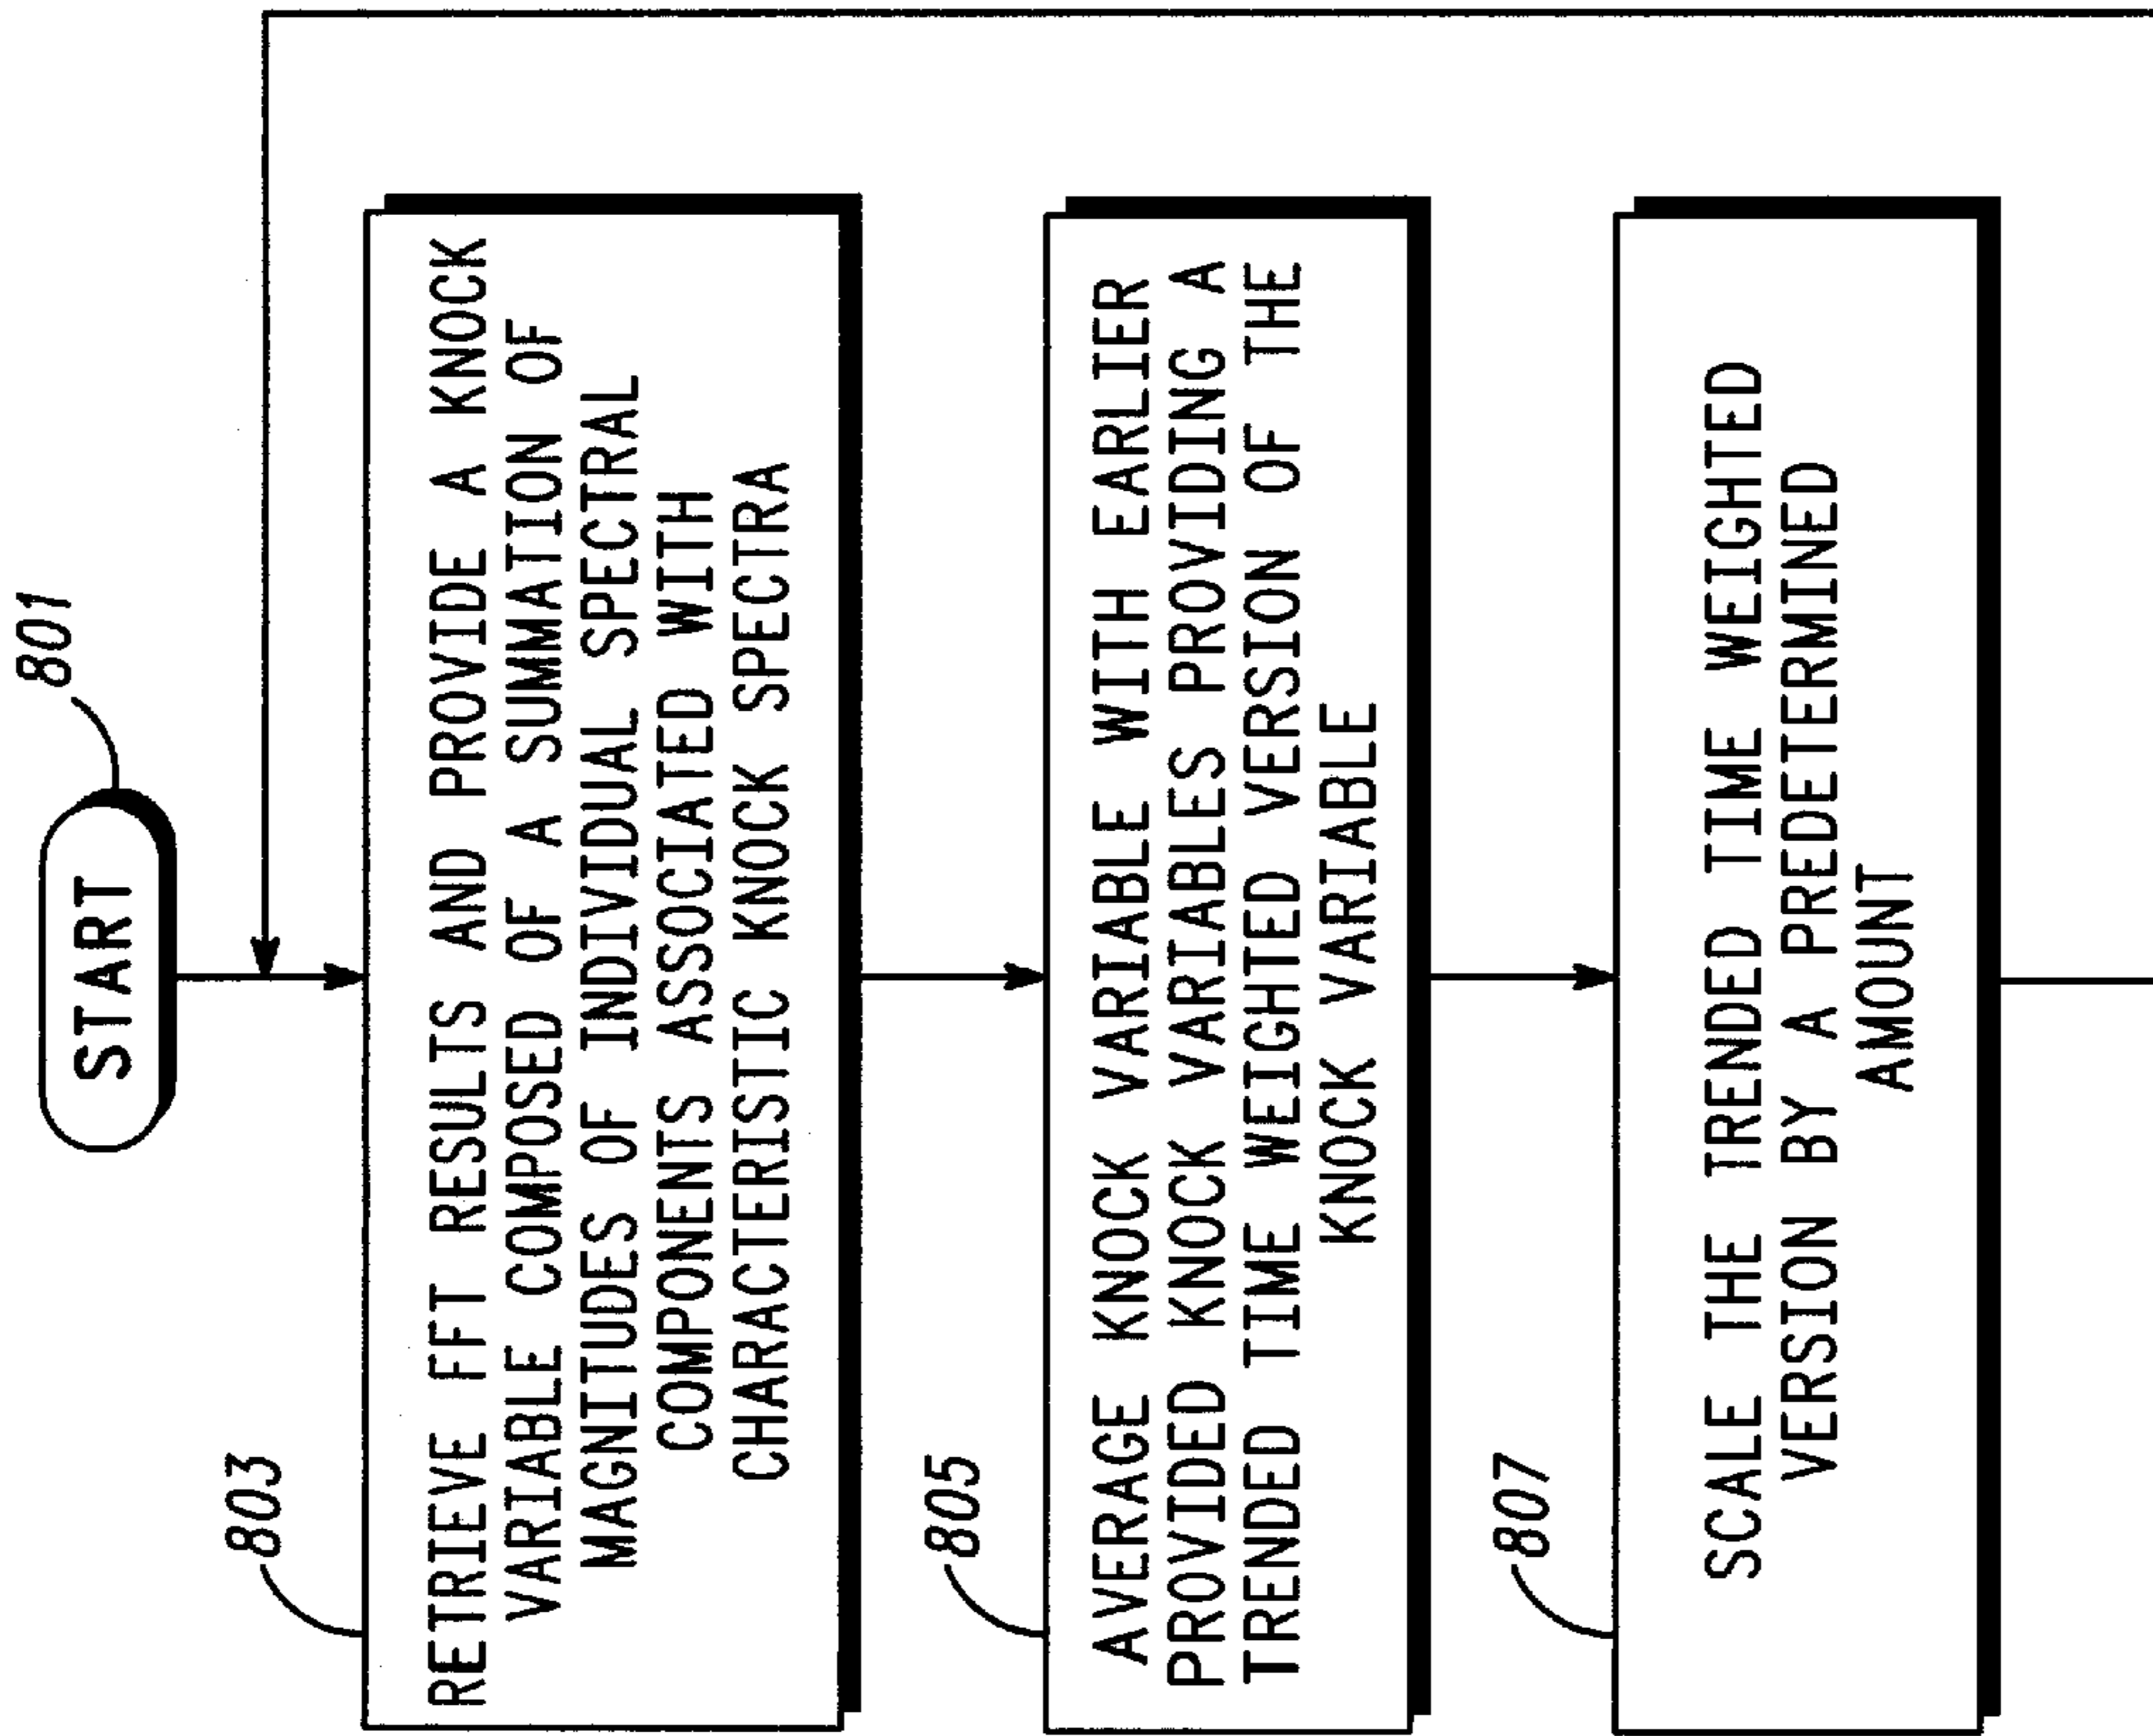 801
START
803
RETRIEVE FFT RESULTS AND PROVIDE A KNOCK
VARIABLE COMPOSED OF A SUMMATION OF
MAGNITUDES OF INDIVIDUAL SPECTRAL
COMPONENTS ASSOCIATED WITH
CHARACTERISTIC KNOCK SPECTRA
805
AVERAGE KNOCK VARIABLE WITH EARLIER
PROVIDED KNOCK VARIABLES PROVIDING A
TRENDED TIME WEIGHTED VERSION OF THE
KNOCK VARIABLE
807
SCALE THE TRENDED TIME WEIGHTED
VERSION BY A PREDETERMINED
AMOUNT